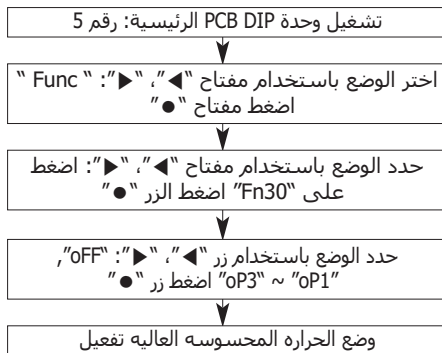 تشغيل وحدة PCB DIP الرئيسية: رقم 5
اختر الوضع باستخدام مفتاح “◀”، “▶”: “ Func “
اضغط مفتاح “●”
حدد الوضع باستخدام مفتاح “◀”، “▶”: اضغط
على “Fn30” اضغط الزر “●”
حدد الوضع باستخدام زر “◀”، “▶”: “oFF”,
“oP1” ~ “oP3” اضغط زر “●”
وضع الحراره المحسوسه العاليه تفعيل